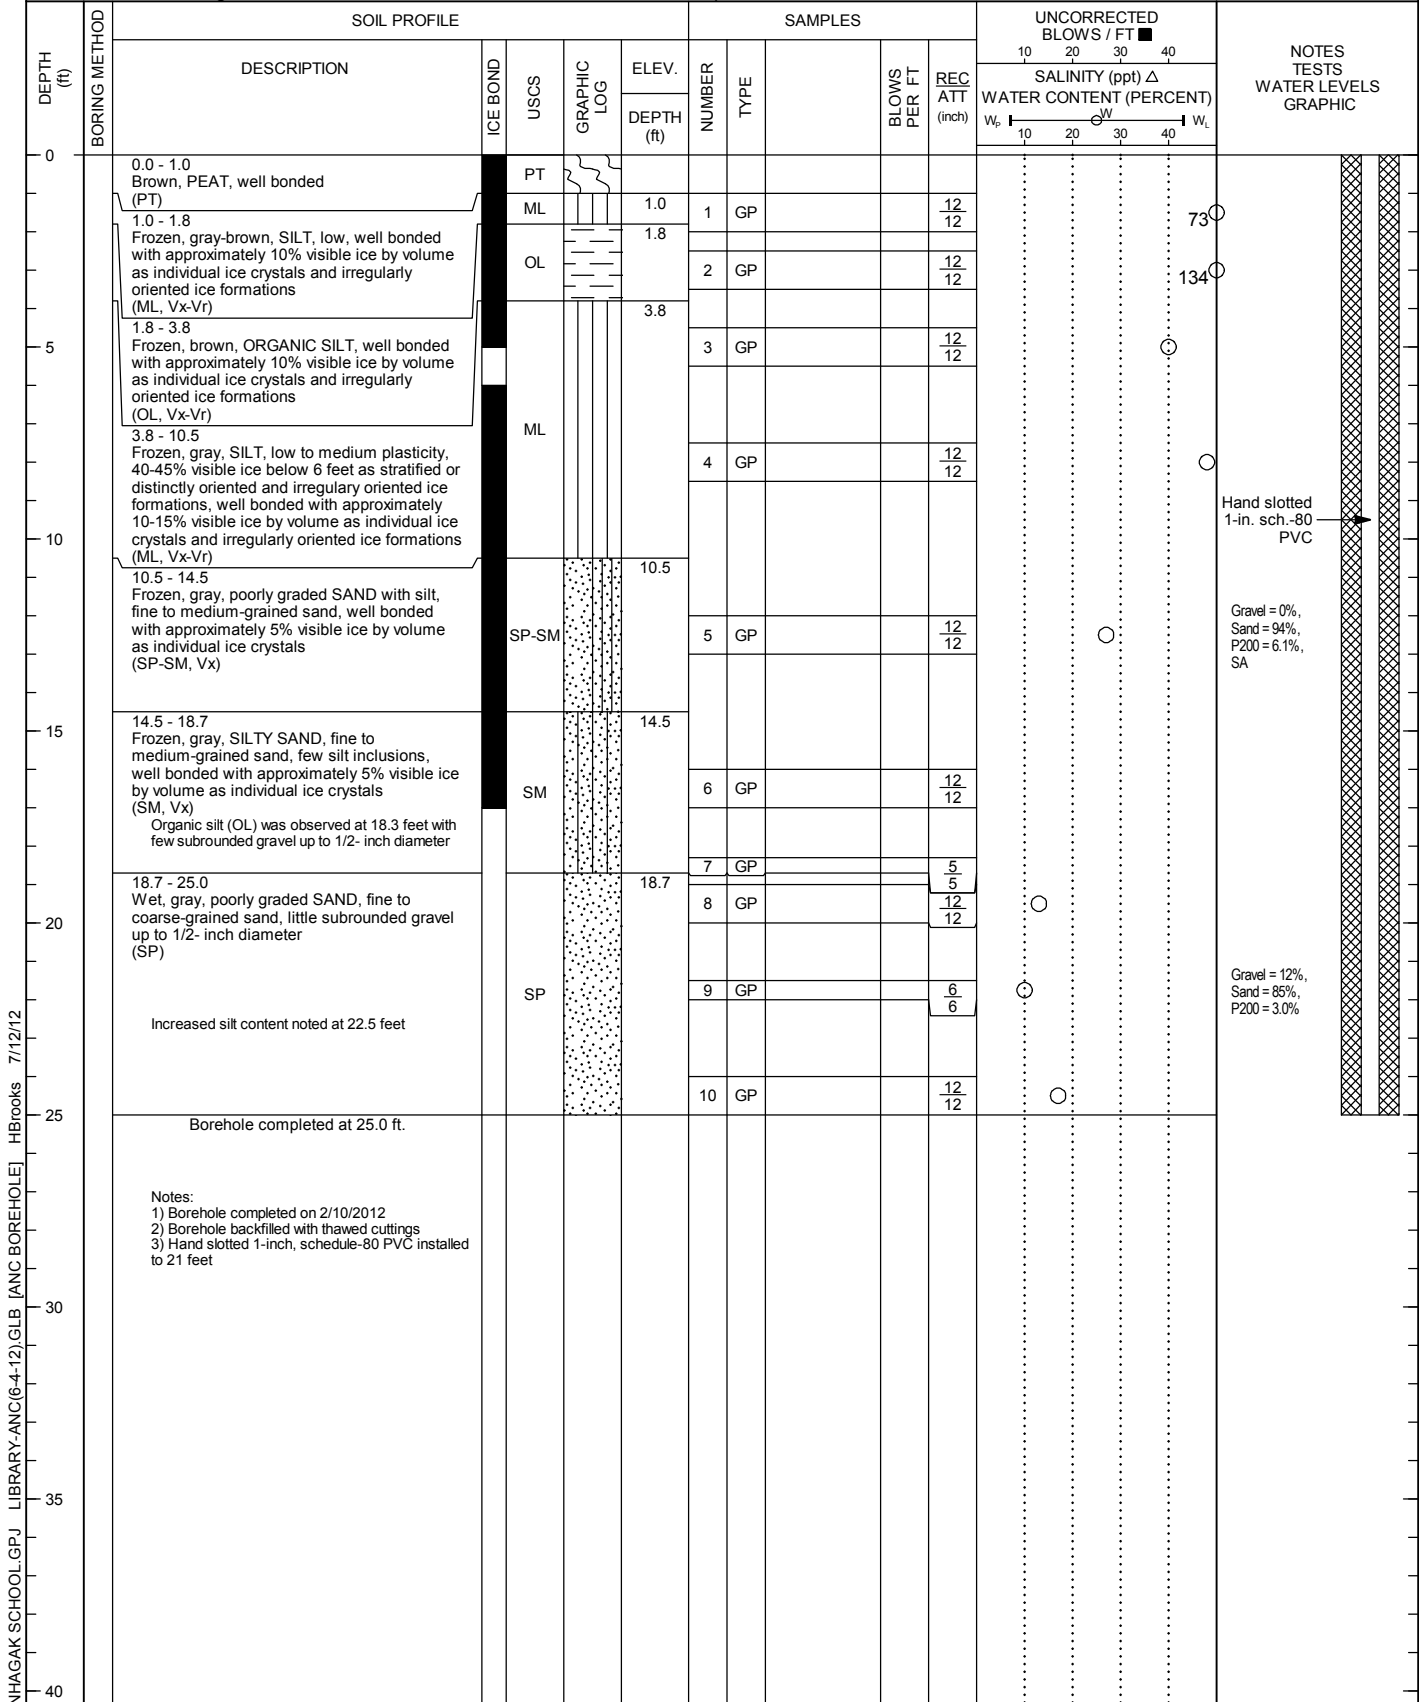 SOIL PROFILE
SAMPLES
UNCORRECTED
BLOWS / FT ■
10 20 30 40
SALINITY (ppt) △
WATER CONTENT (PERCENT)
Wp W WL
10 20 30 40
NOTES
TESTS
WATER LEVELS
GRAPHIC
DEPTH
(ft)
BORING METHOD
DESCRIPTION
ICE BOND
USCS
GRAPHIC
LOG
ELEV.
DEPTH
(ft)
NUMBER
TYPE
BLOWS
PER FT
REC
ATT
(inch)
0
0.0 - 1.0
Brown, PEAT, well bonded
(PT)
PT
1.0 - 1.8
Frozen, gray-brown, SILT, low, well bonded
with approximately 10% visible ice by volume
as individual ice crystals and irregularly
oriented ice formations
(ML, Vx-Vr)
ML
1.0
1 GP 12
12
73
1.8 - 3.8
Frozen, brown, ORGANIC SILT, well bonded
with approximately 10% visible ice by volume
as individual ice crystals and irregularly
oriented ice formations
(OL, Vx-Vr)
OL
1.8
2 GP 12
12
134
3.8 - 10.5
Frozen, gray, SILT, low to medium plasticity,
40-45% visible ice below 6 feet as stratified or
distinctly oriented and irregulary oriented ice
formations, well bonded with approximately
10-15% visible ice by volume as individual ice
crystals and irregularly oriented ice formations
(ML, Vx-Vr)
ML
3.8
5
3 GP 12
12
4 GP 12
12
Hand slotted
1-in. sch.-80
PVC
10
10.5 - 14.5
Frozen, gray, poorly graded SAND with silt,
fine to medium-grained sand, well bonded
with approximately 5% visible ice by volume
as individual ice crystals
(SP-SM, Vx)
SP-SM
10.5
5 GP 12
12
Gravel = 0%,
Sand = 94%,
P200 = 6.1%,
SA
14.5 - 18.7
Frozen, gray, SILTY SAND, fine to
medium-grained sand, few silt inclusions,
well bonded with approximately 5% visible ice
by volume as individual ice crystals
(SM, Vx)
Organic silt (OL) was observed at 18.3 feet with
few subrounded gravel up to 1/2- inch diameter
SM
14.5
15
6 GP 12
12
7 GP 5
5
18.7 - 25.0
Wet, gray, poorly graded SAND, fine to
coarse-grained sand, little subrounded gravel
up to 1/2- inch diameter
(SP)
SP
18.7
8 GP 12
12
20
Increased silt content noted at 22.5 feet
9 GP 6
6
Gravel = 12%,
Sand = 85%,
P200 = 3.0%
10 GP 12
12
25
Borehole completed at 25.0 ft.
Notes:
1) Borehole completed on 2/10/2012
2) Borehole backfilled with thawed cuttings
3) Hand slotted 1-inch, schedule-80 PVC installed
to 21 feet
30
35
40
NHAGAK SCHOOL.GPJ LIBRARY-ANC(6-4-12).GLB [ANC BOREHOLE] HBrooks 7/12/12